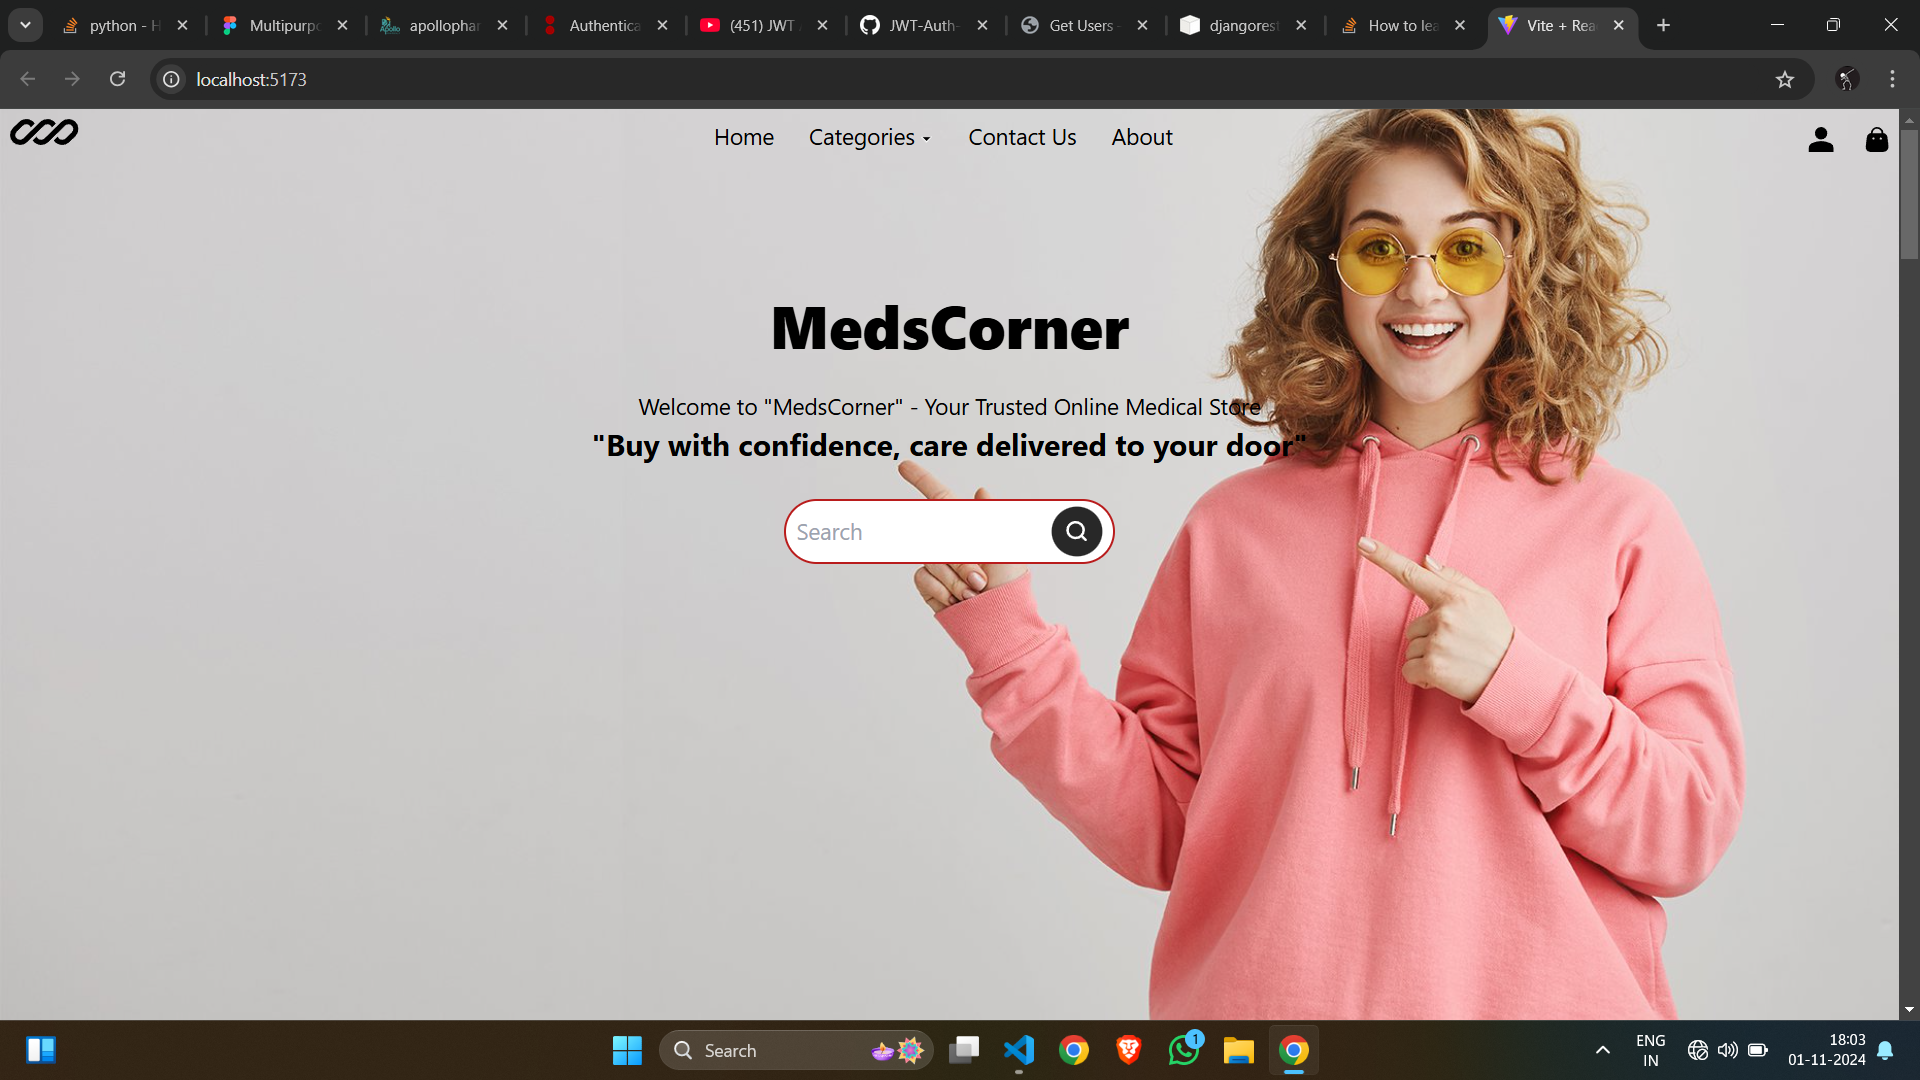 python - H
Multipurpo
apollophar
Authentica
(451) JWT
JWT-Auth-
Get Users -
djangorest
How to lea
Vite + Rea
localhost:5173
Home
Categories
Contact Us
About
MedsCorner
Welcome to "MedsCorner" - Your Trusted Online Medical Store
"Buy with confidence, care delivered to your door"
Search
Search
1
ENG
IN
18:03
01-11-2024